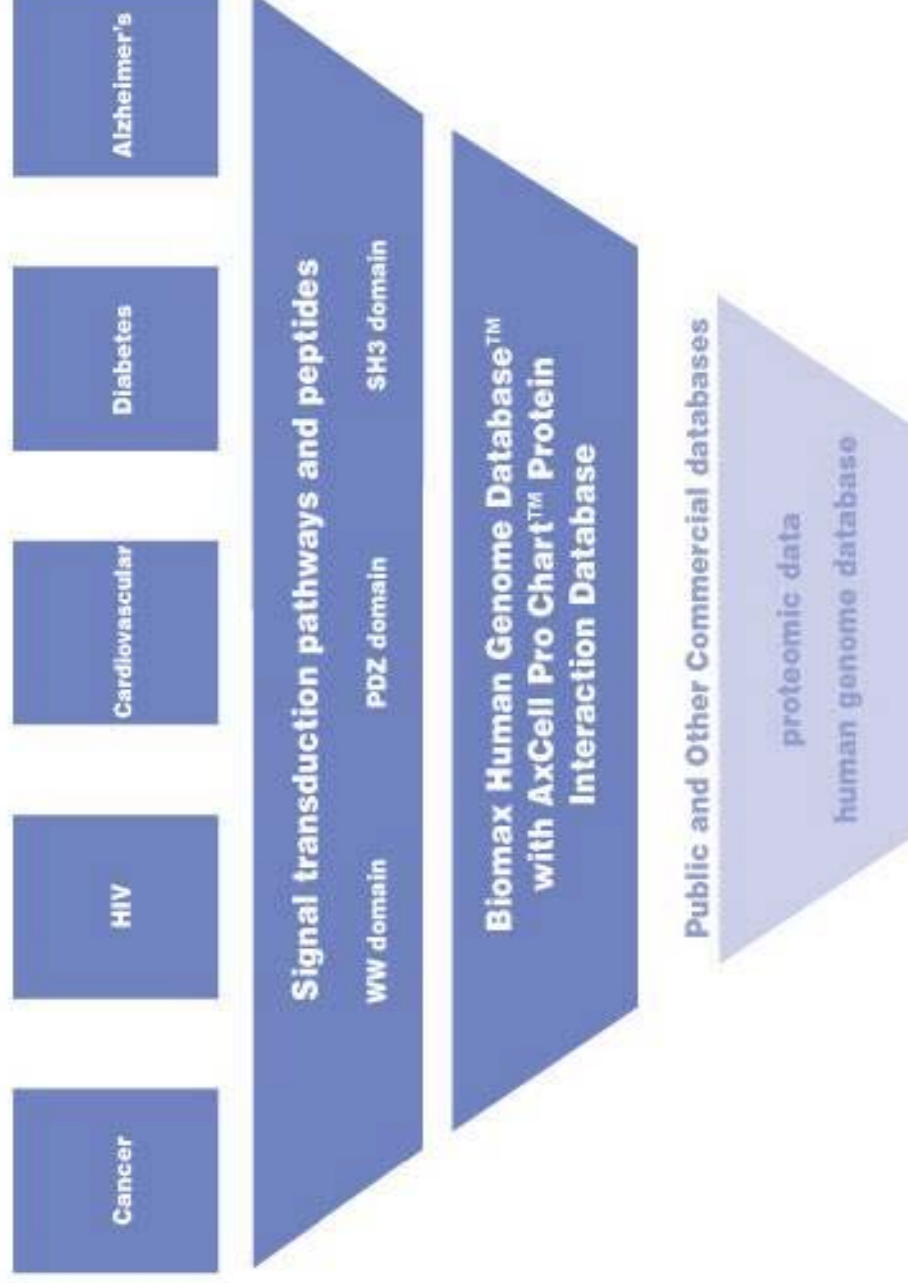 Cancer
HIV
Cardiovascular
Diabetes
Alzheimer's
Signal transduction pathways and peptides
WW domain
PDZ domain
SH3 domain
Biomax Human Genome Database™
with AxCell Pro Chart™ Protein
Interaction Database
Public and Other Commercial databases
proteomic data
human genome database